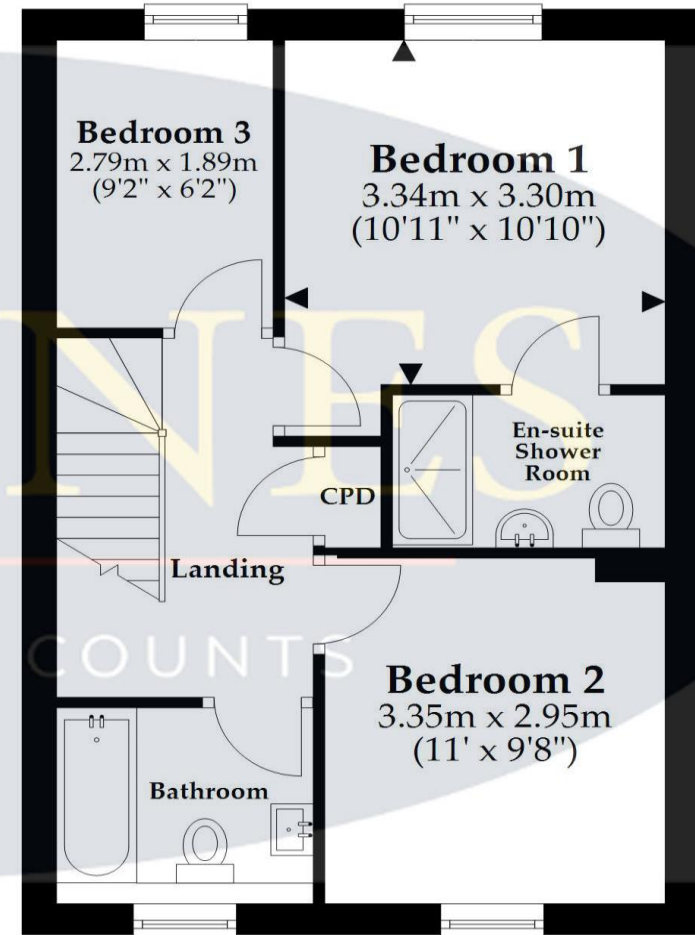 Bedroom 3
2.79m x 1.89m
(9'2" x 6'2")
Bedroom 1
3.34m x 3.30m
(10'11" x 10'10")
En-suite
Shower
Room
CPD
Landing
NES
COUNTS
Bedroom 2
3.35m x 2.95m
(11' x 9'8")
Bathroom